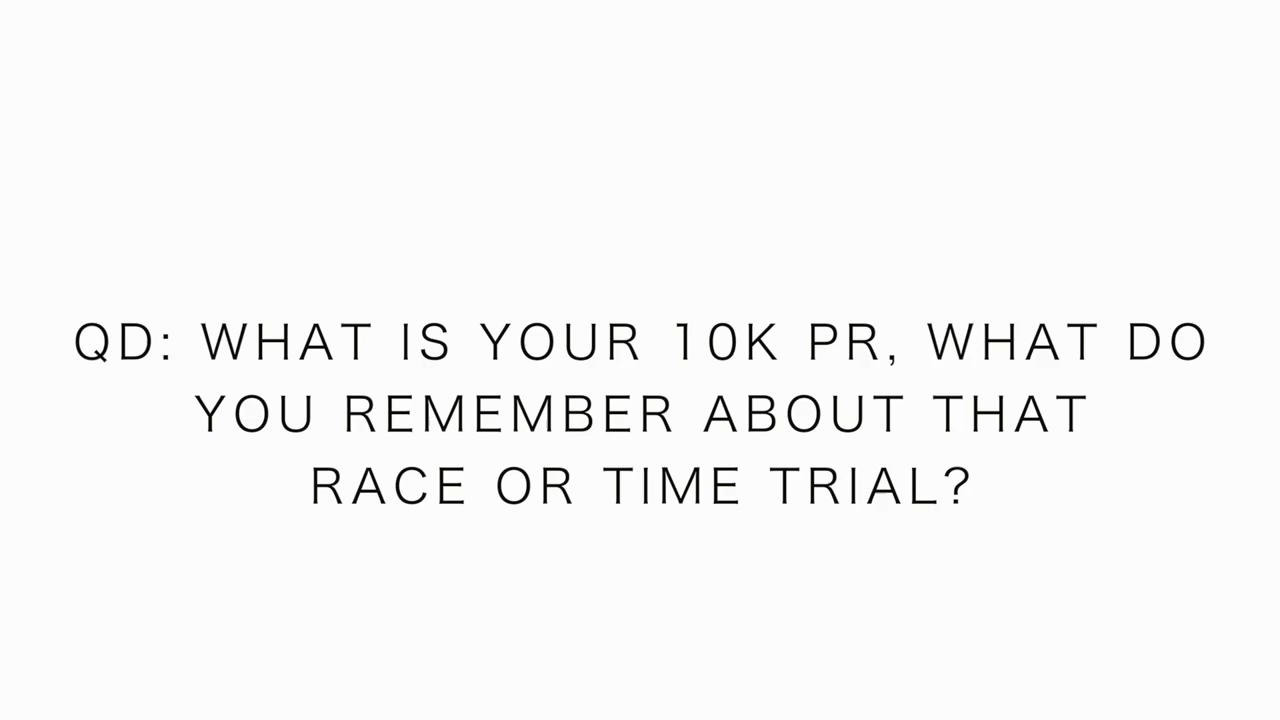 QD: WHAT IS YOUR 10K PR, WHAT DO
YOU REMEMBER ABOUT THAT
RACE OR TIME TRIAL?